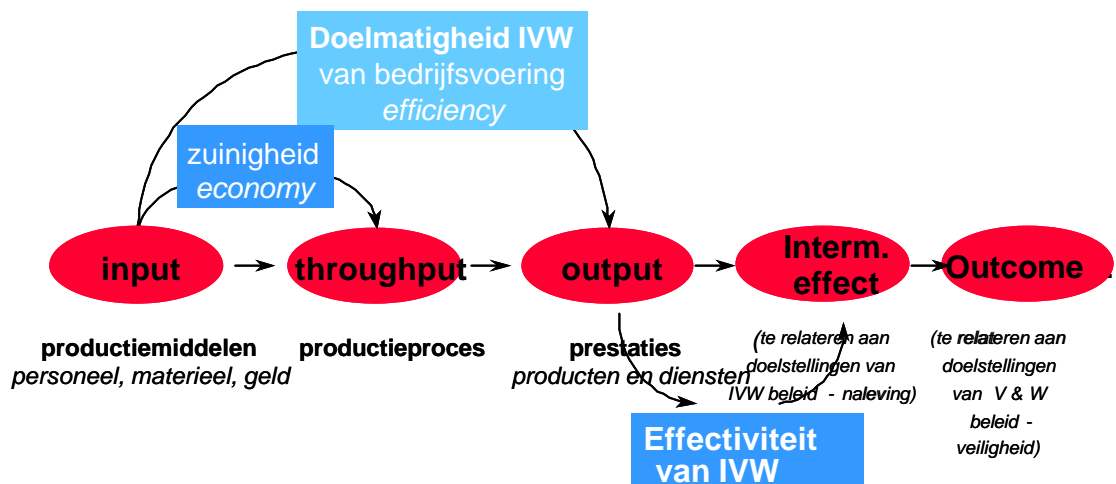 Doelmatigheid IVW
van bedrijfsvoering
efficiency
zuinigheid
economy
input
throughput
output
Interm.
effect
Outcome .
productiemiddelen
personeel, materieel, geld
productieproces
prestaties
producten en diensten
(te relateren aan
doelstellingen van
IVW beleid - naleving)
(te relateren aan
doelstellingen
van V & W
beleid -
veiligheid)
Effectiviteit
van IVW